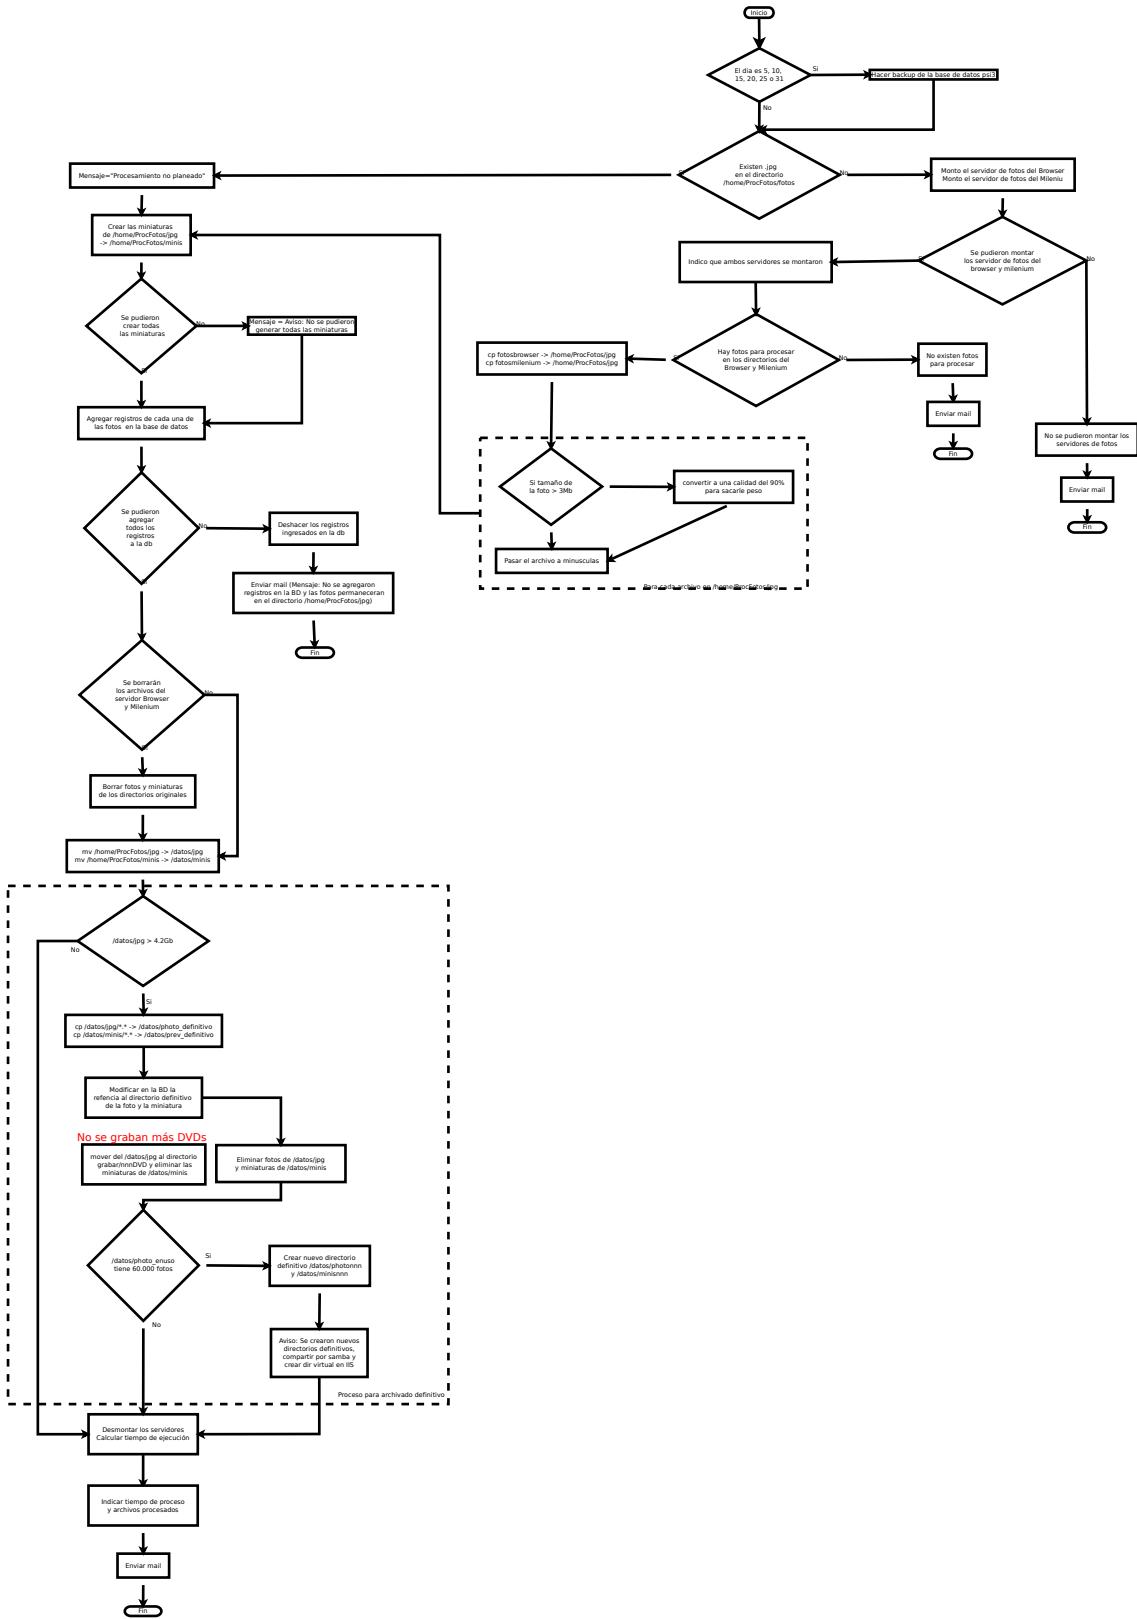 Inicio
El dia es 5, 10,
15, 20, 25 o 31
Si
Hacer backup de la base de datos psi3
No
Existen .jpg
en el directorio
/home/ProcFotos/fotos
Si
No
Mensaje="Procesamiento no planeado"
Monto el servidor de fotos del Browser
Monto el servidor de fotos del Mileniu
Crear las miniaturas
de /home/ProcFotos/jpg
-> /home/ProcFotos/minis
Se pudieron montar
los servidor de fotos del
browser y milenium
Si
No
Indico que ambos servidores se montaron
Se pudieron
crear todas
las miniaturas
No
Si
Mensaje = Aviso: No se pudieron
generar todas las miniaturas
Hay fotos para procesar
en los directorios del
Browser y Milenium
Si
No
cp fotosbrowser -> /home/ProcFotos/jpg
cp fotosmilenium -> /home/ProcFotos/jpg
No existen fotos
para procesar
Enviar mail
Fin
No se pudieron montar los
servidores de fotos
Enviar mail
Fin
Agregar registros de cada una de
las fotos en la base de datos
Si tamaño de
la foto > 3Mb
convertir a una calidad del 90%
para sacarle peso
Pasar el archivo a minusculas
Para cada archivo en /home/ProcFotos/jpg
Se pudieron
agregar
todos los
registros
a la db
No
Si
Deshacer los registros
ingresados en la db
Enviar mail (Mensaje: No se agregaron
registros en la BD y las fotos permaneceran
en el directorio /home/ProcFotos/jpg)
Fin
Se borrarán
los archivos del
servidor Browser
y Milenium
No
Si
Borrar fotos y miniaturas
de los directorios originales
mv /home/ProcFotos/jpg -> /datos/jpg
mv /home/ProcFotos/minis -> /datos/minis
/datos/jpg > 4.2Gb
No
Si
cp /datos/jpg/*.* -> /datos/photo_definitivo
cp /datos/minis/*.* -> /datos/prev_definitivo
Modificar en la BD la
refencia al directorio definitivo
de la foto y la miniatura
No se graban más DVDs
mover del /datos/jpg al directorio
grabar/nnnDVD y eliminar las
miniaturas de /datos/minis
Eliminar fotos de /datos/jpg
y miniaturas de /datos/minis
/datos/photo_enuso
tiene 60.000 fotos
Si
No
Crear nuevo directorio
definitivo /datos/photonnn
y /datos/minisnnn
Aviso: Se crearon nuevos
directorios definitivos,
compartir por samba y
crear dir virtual en IIS
Proceso para archivado definitivo
Desmontar los servidores
Calcular tiempo de ejecución
Indicar tiempo de proceso
y archivos procesados
Enviar mail
Fin